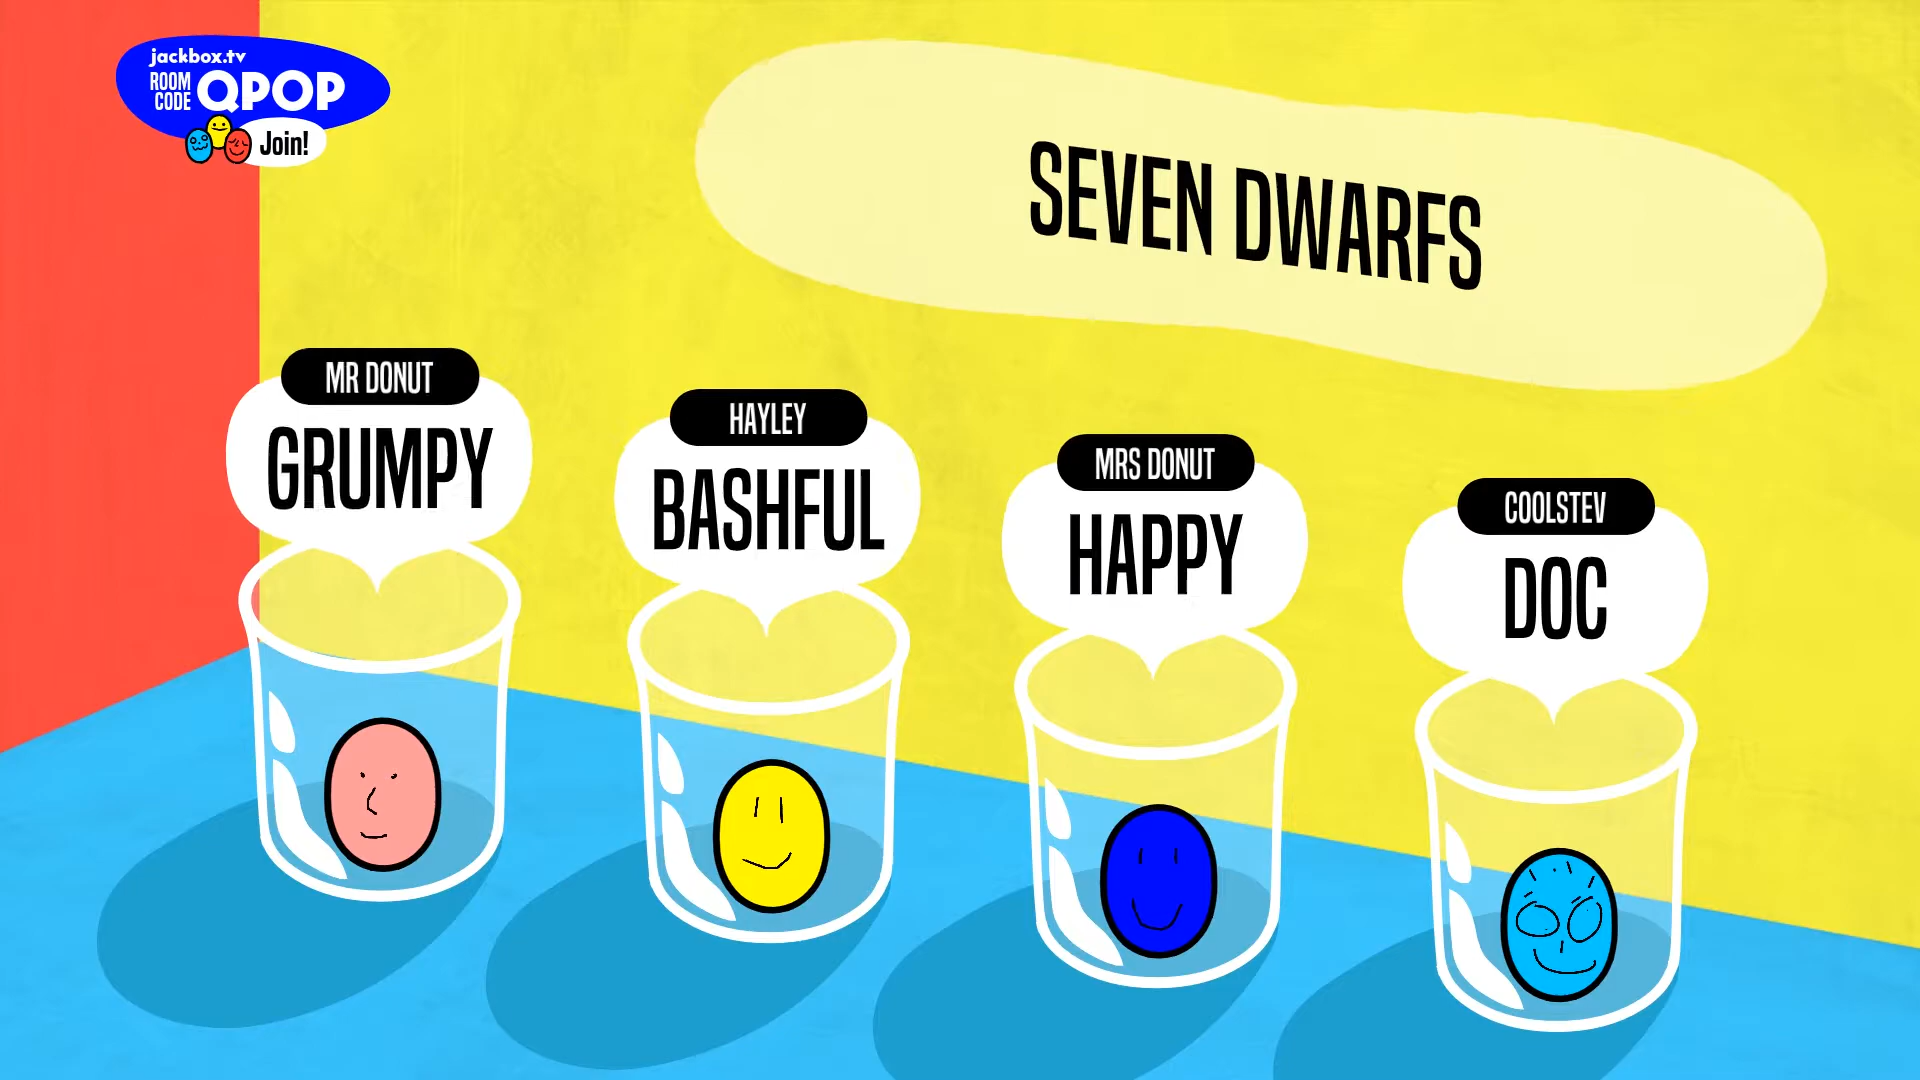 jackbox.tv
ROOM CODE QPOP
Join!
SEVEN DWARFS
MR DONUT
GRUMPY
HAYLEY
BASHFUL
MRS DONUT
HAPPY
COOLSTEV
DOC